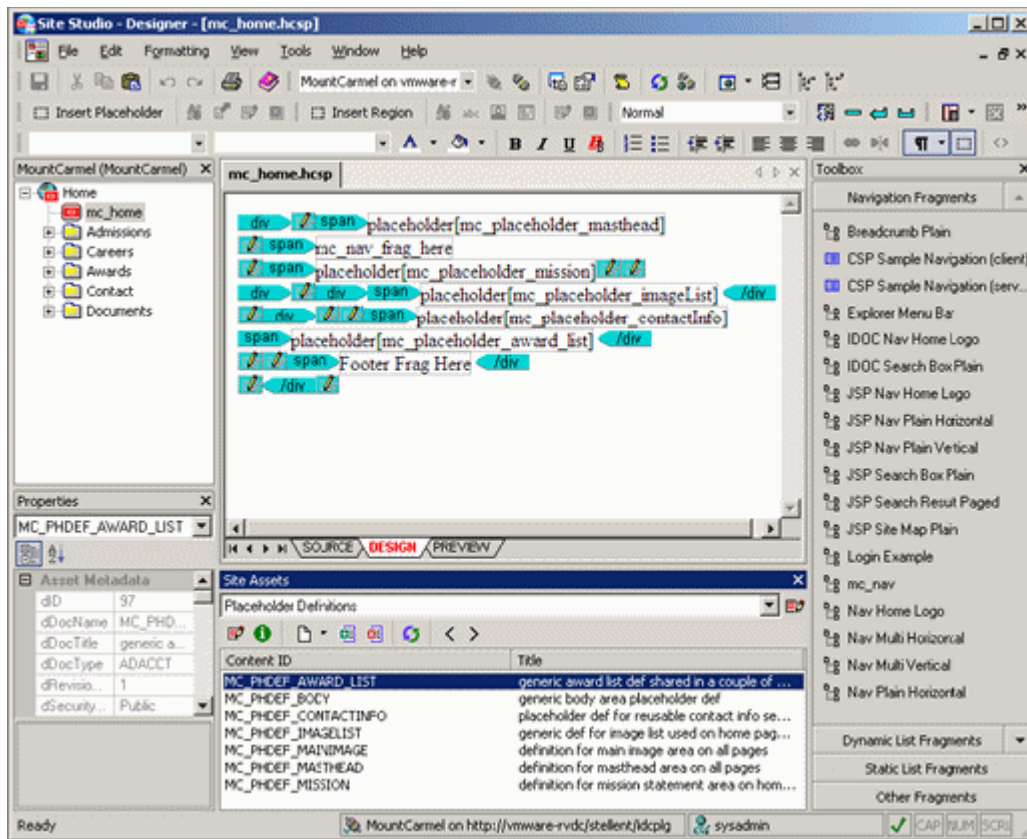 Site Studio - Designer - [mc_home.hcsp]
File Edit Formatting View Tools Window Help
MountCarmel on vmware-r
Insert Placeholder abc Insert Region Normal
A B I U
MountCarmel (MountCarmel)
Home
mc_home
Admissions
Careers
Awards
Contact
Documents
mc_home.hcsp
div span placeholder[mc_placeholder_masthead]
span mc_nav_frag_here
span placeholder[mc_placeholder_mission]
div div span placeholder[mc_placeholder_imageList] /div
div span placeholder[mc_placeholder_contactInfo]
span placeholder[mc_placeholder_award_list] /div
span Footer Frag Here /div
/div
SOURCE DESIGN PREVIEW
Toolbox
Navigation Fragments
Breadcrumb Plain
CSP Sample Navigation (client)
CSP Sample Navigation (serv...
Explorer Menu Bar
IDOC Nav Home Logo
IDOC Search Box Plain
JSP Nav Home Logo
JSP Nav Plain Horizontal
JSP Nav Plain Vetical
JSP Search Box Plain
JSP Search Resut Paged
JSP Site Map Plain
Login Example
mc_nav
Nav Home Logo
Nav Multi Horizorcal
Nav Multi Vertical
Nav Plain Horizontal
Dynamic List Fragments
Static List Fragments
Other Fragments
Properties
MC_PHDEF_AWARD_LIST
Asset Metadata
dID 97
dDocName MC_PHD...
dDocTitle generic a...
dDocType ADACCT
dRevisio... 1
dSecurity... Public
Site Assets
Placeholder Definitions
Content ID Title
MC_PHDEF_AWARD_LIST generic award list def shared in a couple of ...
MC_PHDEF_BODY generic body area placeholder def
MC_PHDEF_CONTACTINFO placeholder def for reusable contact info se...
MC_PHDEF_IMAGELIST generic def for image list used on home pag...
MC_PHDEF_MAINIMAGE definition for main image area on all pages
MC_PHDEF_MASTHEAD definition for masthead area on all pages
MC_PHDEF_MISSION definition for mission statement area on hom...
Ready MountCarmel on http://vmware-rvdc/stellent/idcplg sysadmin CAP NUM SCRL